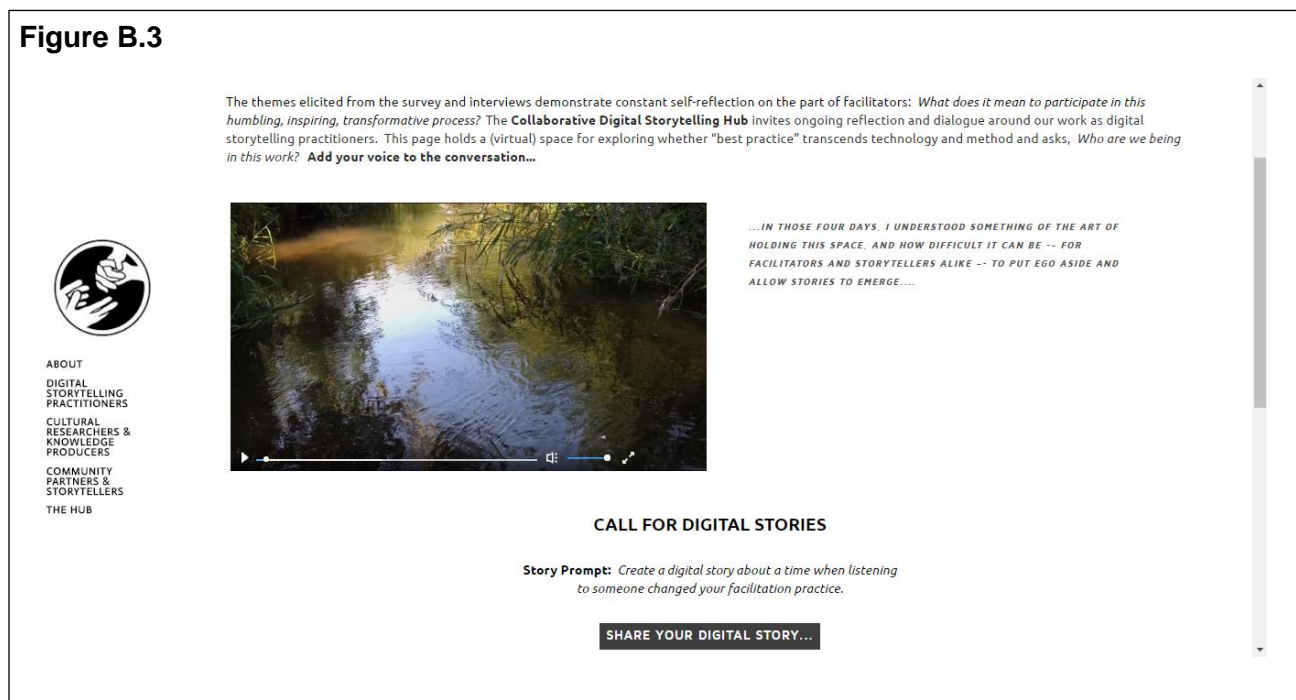 Figure B.3
The themes elicited from the survey and interviews demonstrate constant self-reflection on the part of facilitators: What does it mean to participate in this
humbling, inspiring, transformative process? The Collaborative Digital Storytelling Hub invites ongoing reflection and dialogue around our work as digital
storytelling practitioners. This page holds a (virtual) space for exploring whether “best practice” transcends technology and method and asks, Who are we being
in this work? Add your voice to the conversation...
...IN THOSE FOUR DAYS, I UNDERSTOOD SOMETHING OF THE ART OF
HOLDING THIS SPACE, AND HOW DIFFICULT IT CAN BE -- FOR
FACILITATORS AND STORYTELLERS ALIKE -- TO PUT EGO ASIDE AND
ALLOW STORIES TO EMERGE....
ABOUT
DIGITAL
STORYTELLING
PRACTITIONERS
CULTURAL
RESEARCHERS &
KNOWLEDGE
PRODUCERS
COMMUNITY
PARTNERS &
STORYTELLERS
THE HUB
CALL FOR DIGITAL STORIES
Story Prompt: Create a digital story about a time when listening
to someone changed your facilitation practice.
SHARE YOUR DIGITAL STORY...